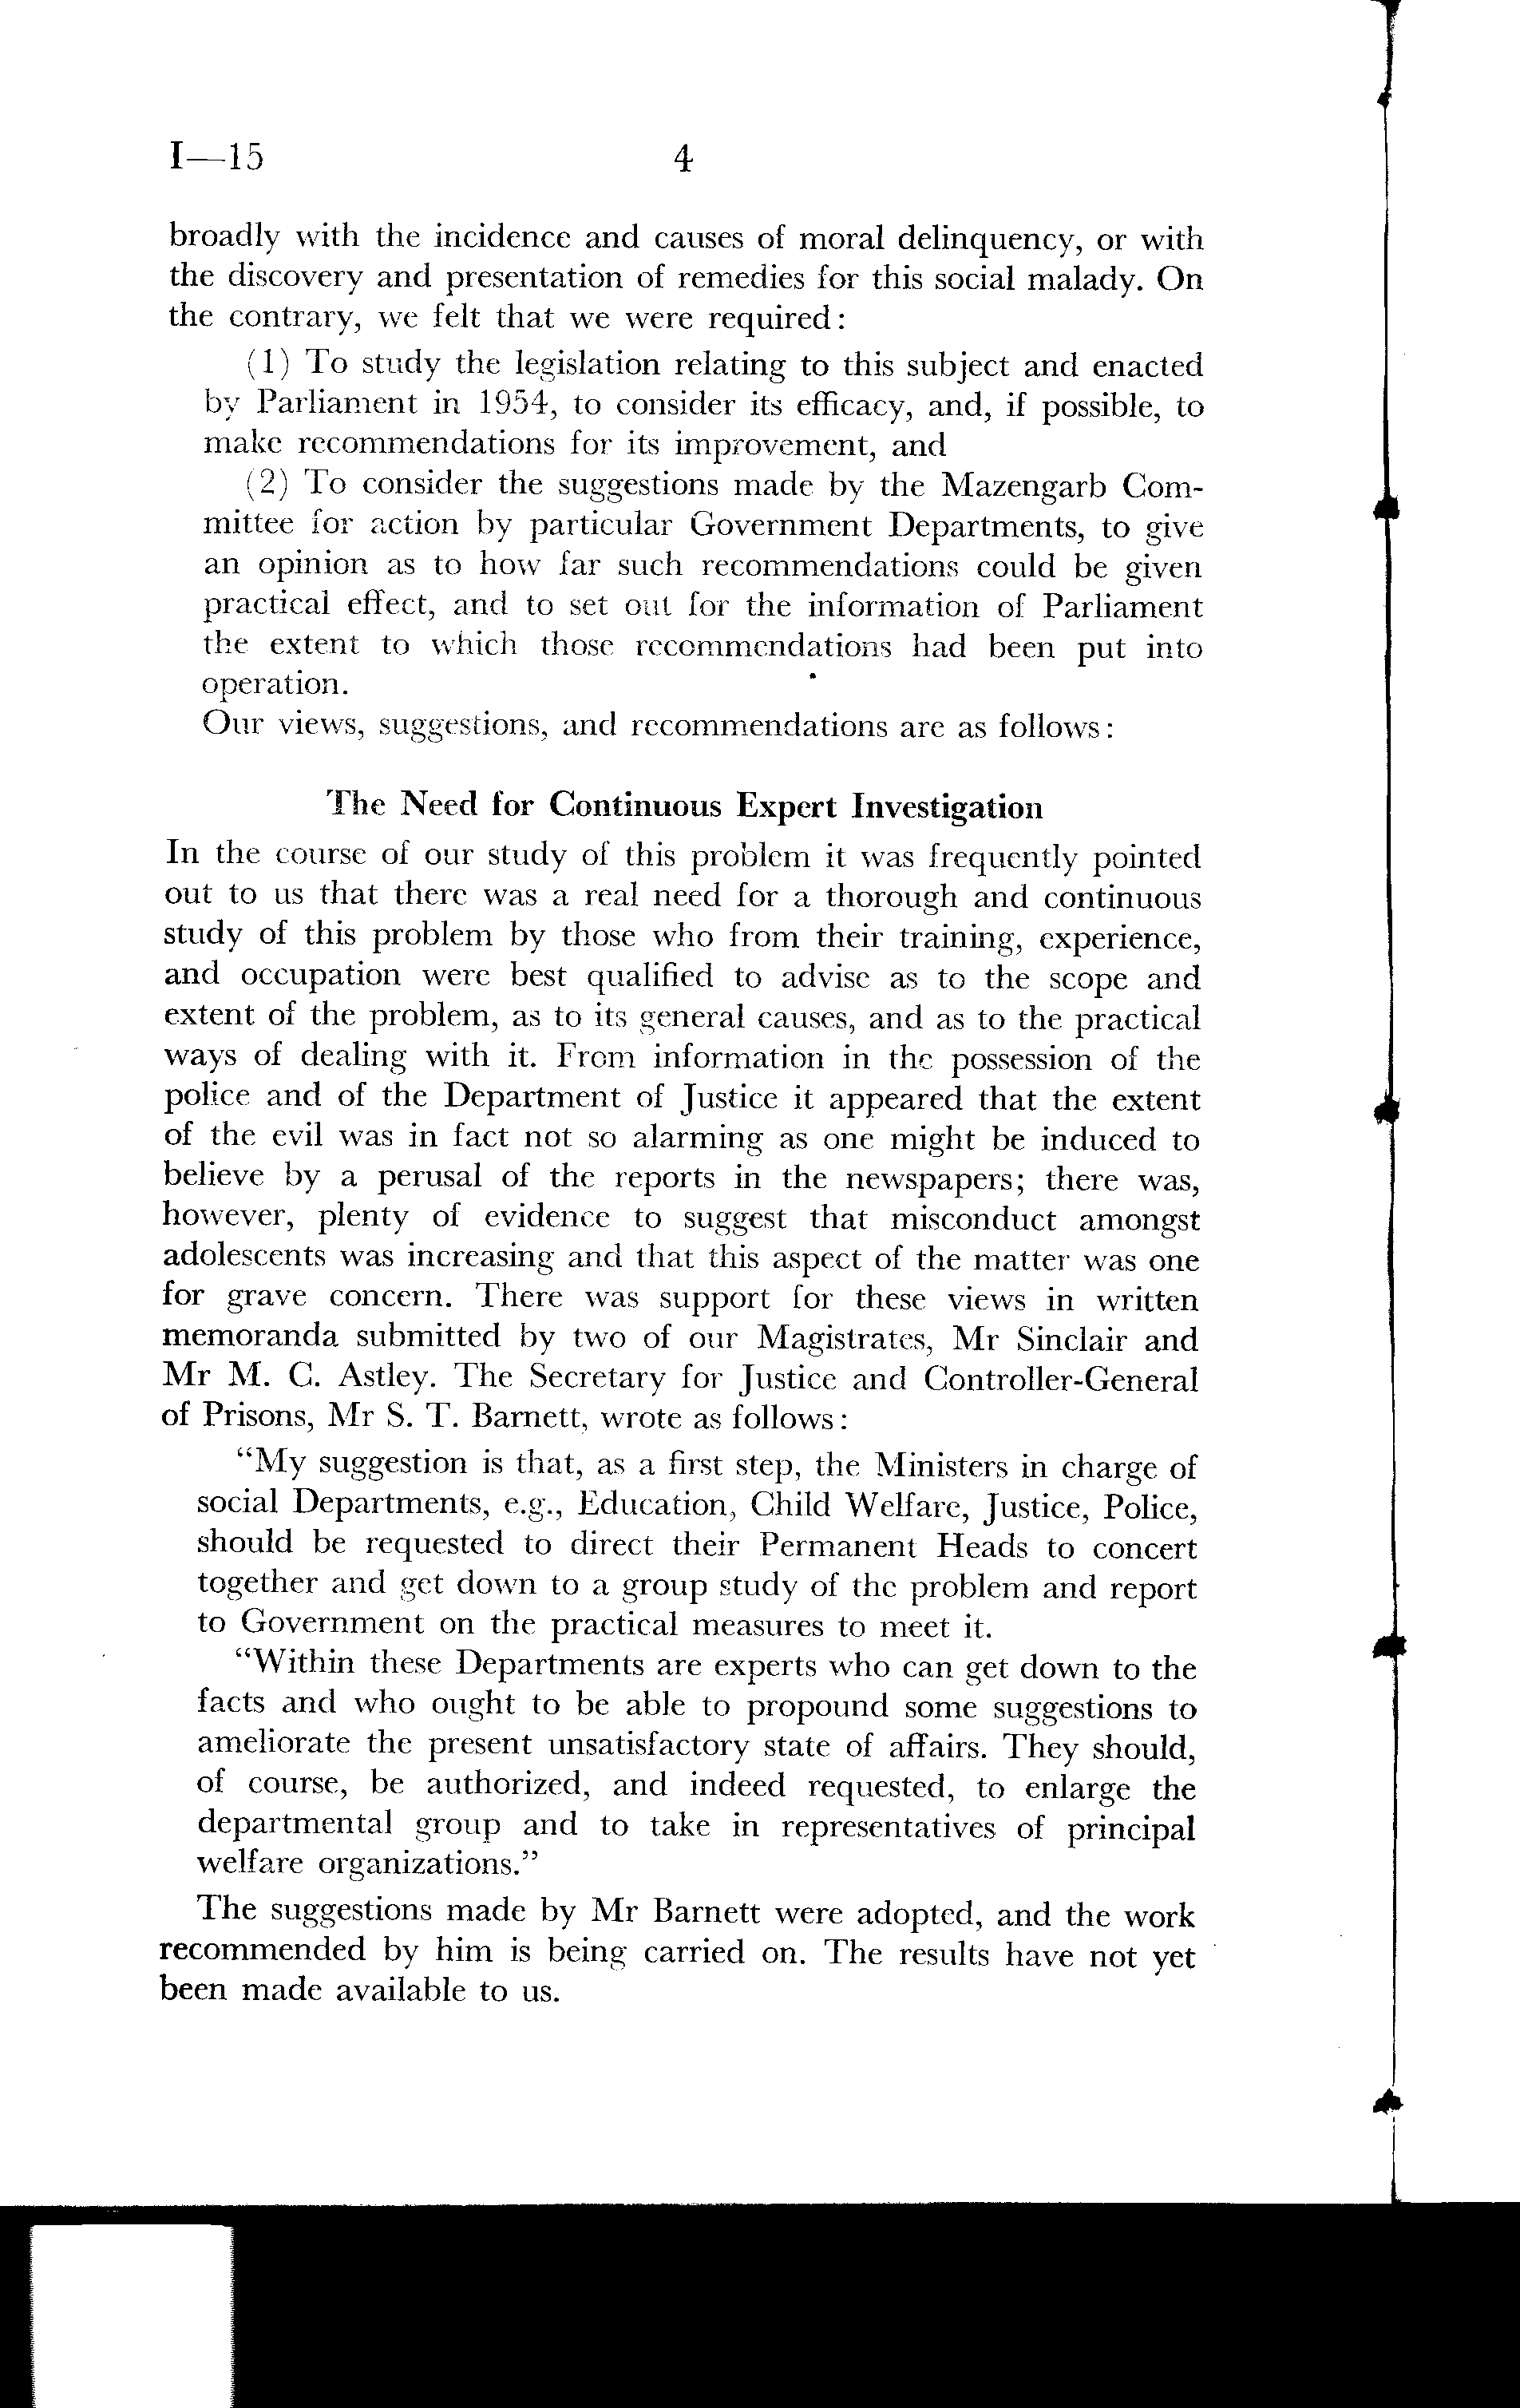 I—15 4
broadly with the incidence and causes of moral delinquency, or with
the discovery and presentation of remedies for this social malady. On
the contrary, we felt that we were required:
(1) To study the legislation relating to this subject and enacted
by Parliament in 1954, to consider its efficacy, and, if possible, to
make recommendations for its improvement, and
(2) To consider the suggestions made by the Mazengarb Com-
mittee for action by particular Government Departments, to give
an opinion as to how far such recommendations could be given
practical effect, and to set out for the information of Parliament
the extent to which those recommendations had been put into
operation.
Our views, suggestions, and recommendations are as follows:
The Need for Continuous Expert Investigation
In the course of our study of this problem it was frequently pointed
out to us that there was a real need for a thorough and continuous
study of this problem by those who from their training, experience,
and occupation were best qualified to advise as to the scope and
extent of the problem, as to its general causes, and as to the practical
ways of dealing with it. From information in the possession of the
police and of the Department of Justice it appeared that the extent
of the evil was in fact not so alarming as one might be induced to
believe by a perusal of the reports in the newspapers; there was,
however, plenty of evidence to suggest that misconduct amongst
adolescents was increasing and that this aspect of the matter was one
for grave concern. There was support for these views in written
memoranda submitted by two of our Magistrates, Mr Sinclair and
Mr M. C. Astley. The Secretary for Justice and Controller-General
of Prisons, Mr S. T. Barnett, wrote as follows:
“My suggestion is that, as a first step, the Ministers in charge of
social Departments, e.g., Education, Child Welfare, Justice, Police,
should be requested to direct their Permanent Heads to concert
together and get down to a group study of the problem and report
to Government on the practical measures to meet it.
“Within these Departments are experts who can get down to the
facts and who ought to be able to propound some suggestions to
ameliorate the present unsatisfactory state of affairs. They should,
of course, be authorized, and indeed requested, to enlarge the
departmental group and to take in representatives of principal
welfare organizations.”
The suggestions made by Mr Barnett were adopted, and the work
recommended by him is being carried on. The results have not yet
been made available to us.